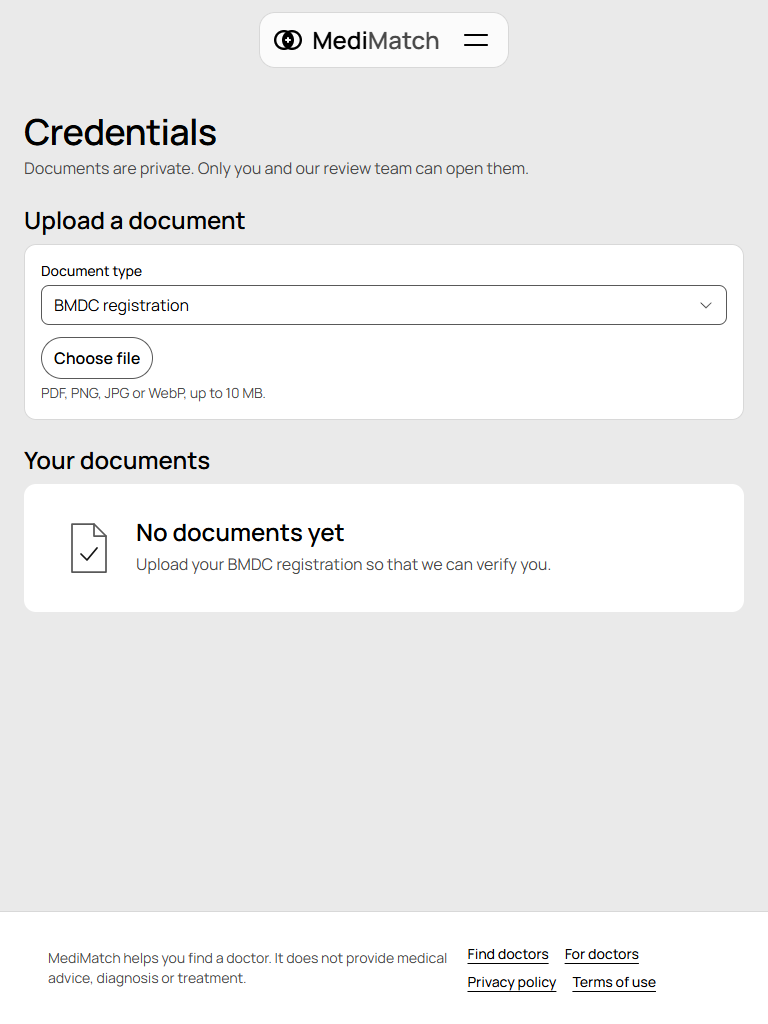 MediMatch
Credentials
Documents are private. Only you and our review team can open them.
Upload a document
Document type
BMDC registration
Choose file
PDF, PNG, JPG or WebP, up to 10 MB.
Your documents
No documents yet
Upload your BMDC registration so that we can verify you.
MediMatch helps you find a doctor. It does not provide medical
advice, diagnosis or treatment.
Find doctors For doctors
Privacy policy Terms of use